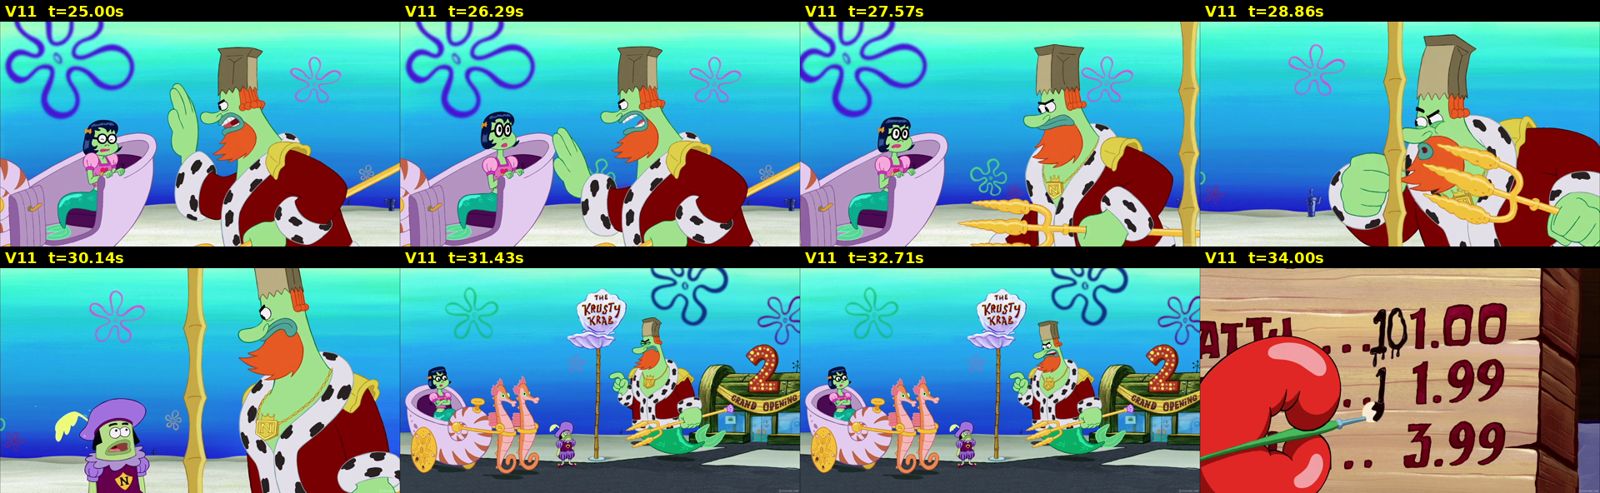 V11 t=25.00s
V11 t=26.29s
V11 t=27.57s
V11 t=28.86s
N
V11 t=30.14s
V11 t=31.43s
V11 t=32.71s
V11 t=34.00s
N
N
THE
KRUSTY
KRAB
2
GRAND OPENING
THE
KRUSTY
KRAB
2
GRAND OPENING
ATTY ...101.00
..1 1.99
.. 3.99